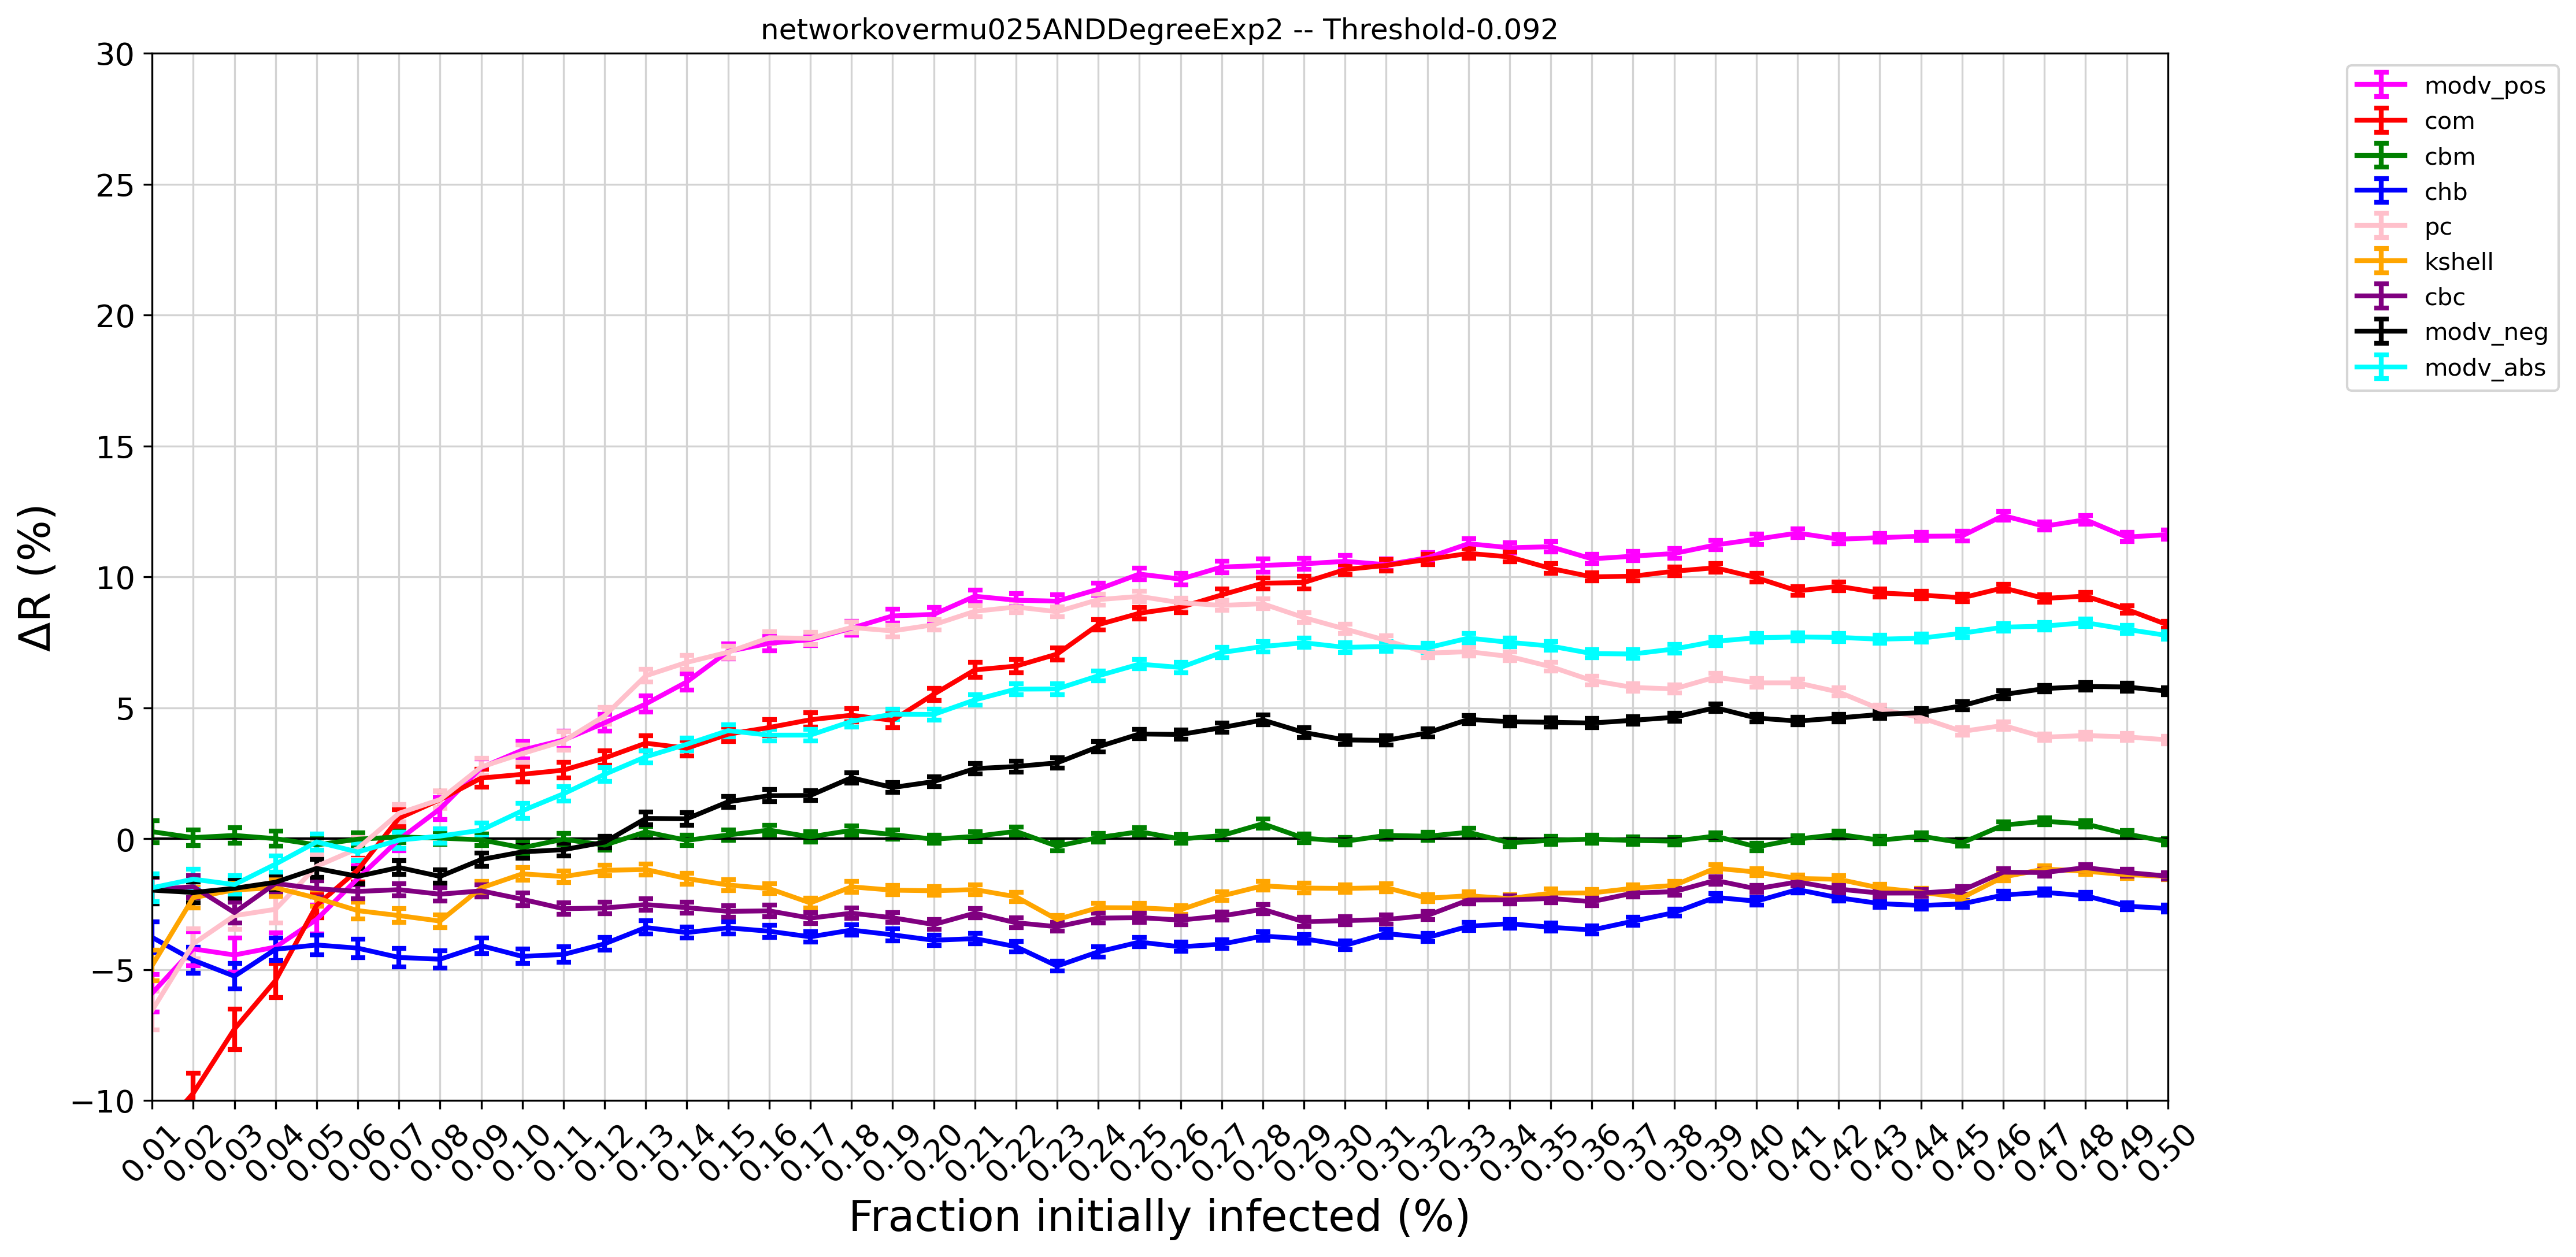 networkovermu025ANDDegreeExp2 -- Threshold-0.092
30
25
20
15
10
5
0
−5
−10
ΔR (%)
0.01 0.02 0.03 0.04 0.05 0.06 0.07 0.08 0.09 0.10 0.11 0.12 0.13 0.14 0.15 0.16 0.17 0.18 0.19 0.20 0.21 0.22 0.23 0.24 0.25 0.26 0.27 0.28 0.29 0.30 0.31 0.32 0.33 0.34 0.35 0.36 0.37 0.38 0.39 0.40 0.41 0.42 0.43 0.44 0.45 0.46 0.47 0.48 0.49 0.50
Fraction initially infected (%)
modv_pos
com
cbm
chb
pc
kshell
cbc
modv_neg
modv_abs